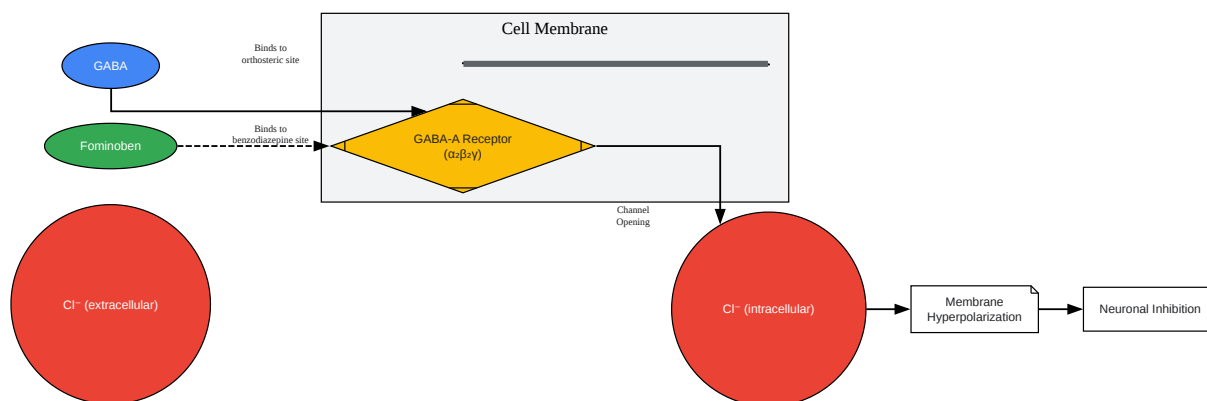 Cell Membrane
GABA
Binds to
orthosteric site
Fominoben
Binds to
benzodiazepine site
GABA-A Receptor
(α₂β₂γ)
Channel
Opening
Cl⁻ (extracellular)
Cl⁻ (intracellular)
Membrane
Hyperpolarization
Neuronal Inhibition